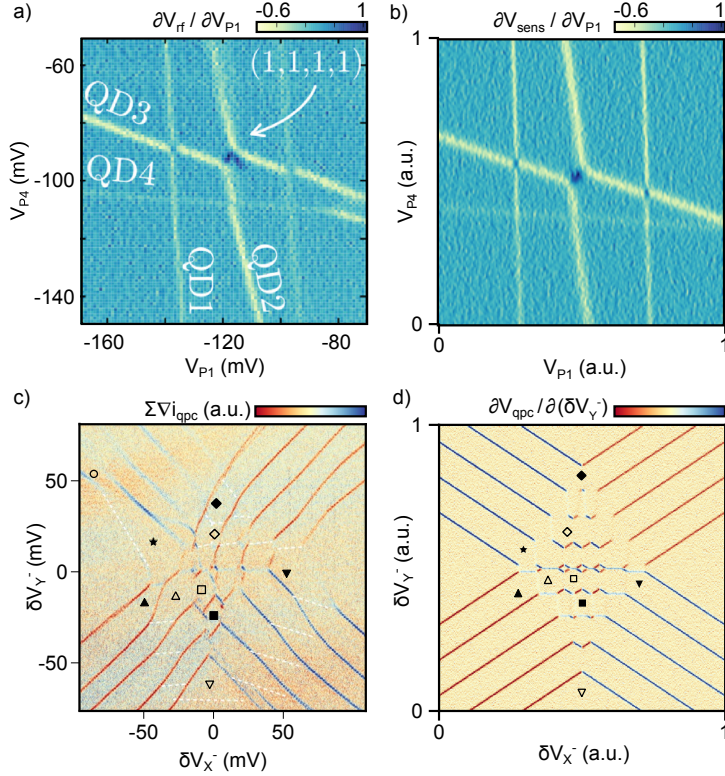 a) ∂V_rf / ∂V_P1 -0.6 1
(1,1,1,1)
QD3
QD4
QD1
QD2
-60
-100
-140
V_P4 (mV)
-160 -120 -80
V_P1 (mV)
b) ∂V_sens / ∂V_P1 -0.6 1
1
0
V_P4 (a.u.)
0 1
V_P1 (a.u.)
c) Σ∇i_qpc (a.u.)
50
0
-50
δV_Y⁻ (mV)
-50 0 50
δV_X⁻ (mV)
d) ∂V_qpc / ∂(δV_Y⁻)
1
0
δV_Y⁻ (a.u.)
0 1
δV_X⁻ (a.u.)